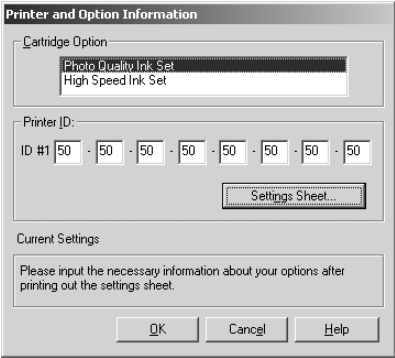 Printer and Option Information
Cartridge Option
Photo Quality Ink Set
High Speed Ink Set
Printer ID:
ID #1 50 - 50 - 50 - 50 - 50 - 50 - 50 - 50
Settings Sheet...
Current Settings
Please input the necessary information about your options after
printing out the settings sheet.
OK Cancel Help